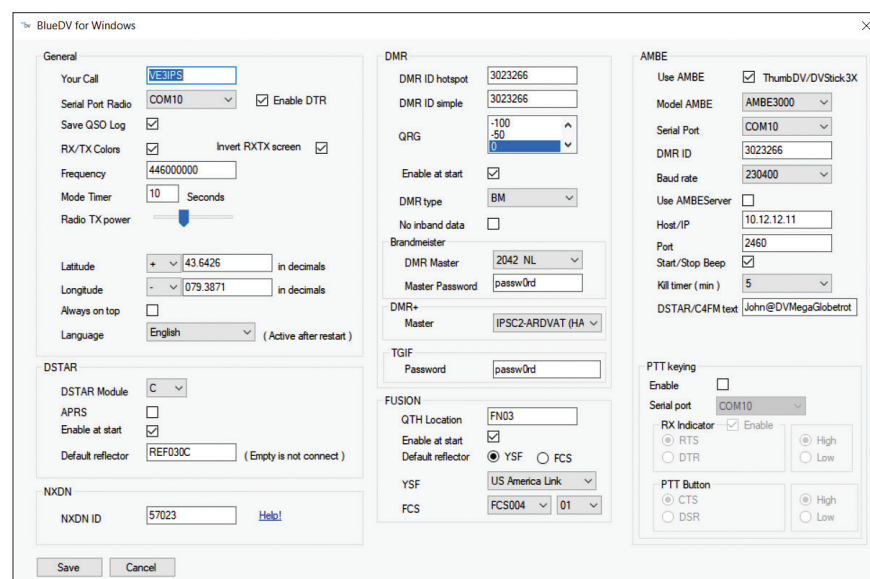 BlueDV for Windows
General
Your Call VE3IPS
Serial Port Radio COM10 Enable DTR
Save QSO Log
RX/TX Colors Invert RXTX screen
Frequency 446000000
Mode Timer 10 Seconds
Radio TX power
Latitude + 43.6426 in decimals
Longitude - 079.3871 in decimals
Always on top
Language English ( Active after restart )
DSTAR
DSTAR Module C
APRS
Enable at start
Default reflector REF030C ( Empty is not connect )
NXDN
NXDN ID 57023 Help!
Save Cancel
DMR
DMR ID hotspot 3023266
DMR ID simple 3023266
-100
-50
QRG 0
Enable at start
DMR type BM
No inband data
Brandmeister
DMR Master 2042 NL
Master Password passw0rd
DMR+
Master IPSC2-ARDVAT (HA
TGIF
Password passw0rd
FUSION
QTH Location FN03
Enable at start
Default reflector YSF FCS
YSF US America Link
FCS FCS004 01
AMBE
Use AMBE ThumbDV/DVStick3X
Model AMBE AMBE3000
Serial Port COM10
DMR ID 3023266
Baud rate 230400
Use AMBEServer
Host/IP 10.12.12.11
Port 2460
Start/Stop Beep
Kill timer ( min ) 5
DSTAR/C4FM text John@DVMegaGlobetrot
PTT keying
Enable
Serial port COM10
RX Indicator Enable
RTS High
DTR Low
PTT Button
CTS High
DSR Low